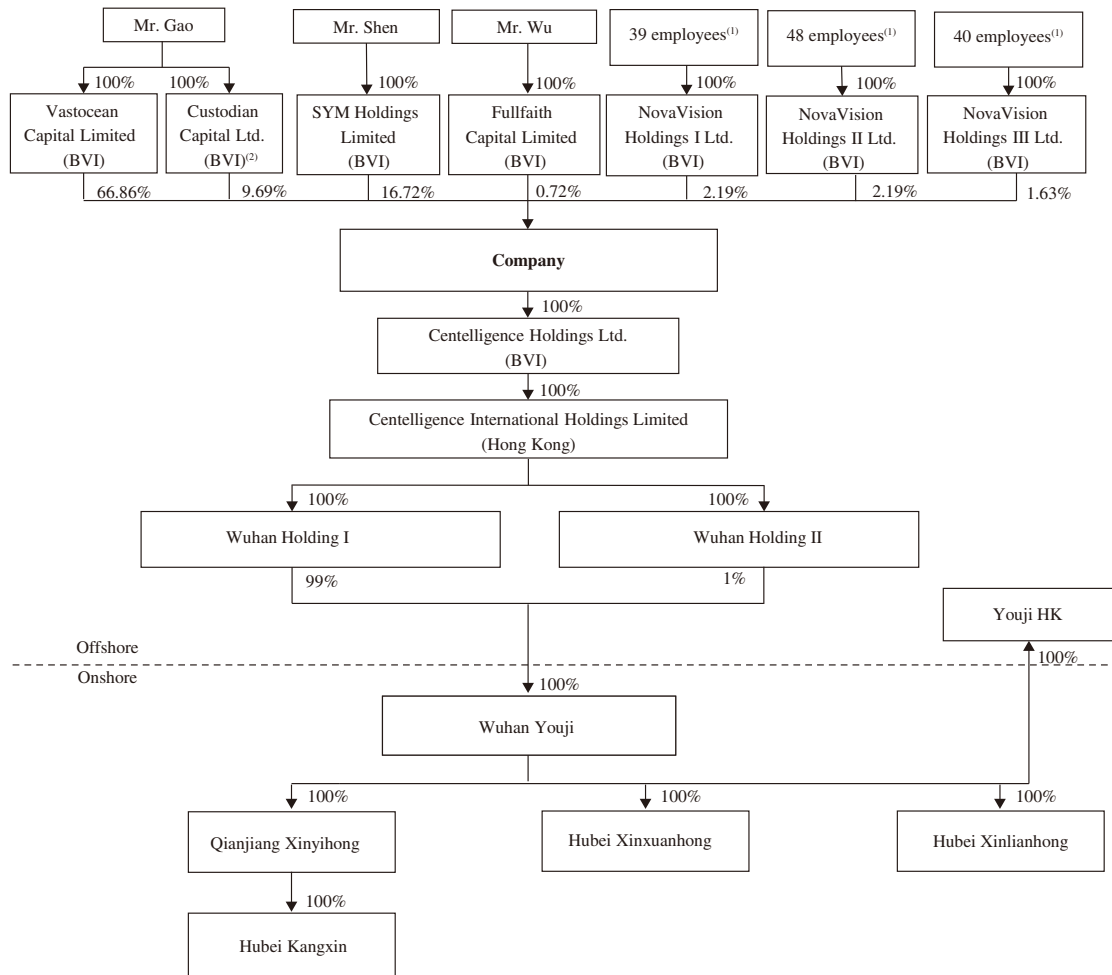 Mr. Gao
Mr. Shen
Mr. Wu
39 employees(1)
48 employees(1)
40 employees(1)
100%
100%
100%
100%
100%
100%
100%
Vastocean
Capital Limited
(BVI)
Custodian
Capital Ltd.
(BVI)(2)
SYM Holdings
Limited
(BVI)
Fullfaith
Capital Limited
(BVI)
NovaVision
Holdings I Ltd.
(BVI)
NovaVision
Holdings II Ltd.
(BVI)
NovaVision
Holdings III Ltd.
(BVI)
66.86%
9.69%
16.72%
0.72%
2.19%
2.19%
1.63%
Company
100%
Centelligence Holdings Ltd.
(BVI)
100%
Centelligence International Holdings Limited
(Hong Kong)
100%
100%
Wuhan Holding I
Wuhan Holding II
99%
1%
Youji HK
Offshore
100%
Onshore
100%
Wuhan Youji
100%
100%
100%
Qianjiang Xinyihong
Hubei Xinxuanhong
Hubei Xinlianhong
100%
Hubei Kangxin